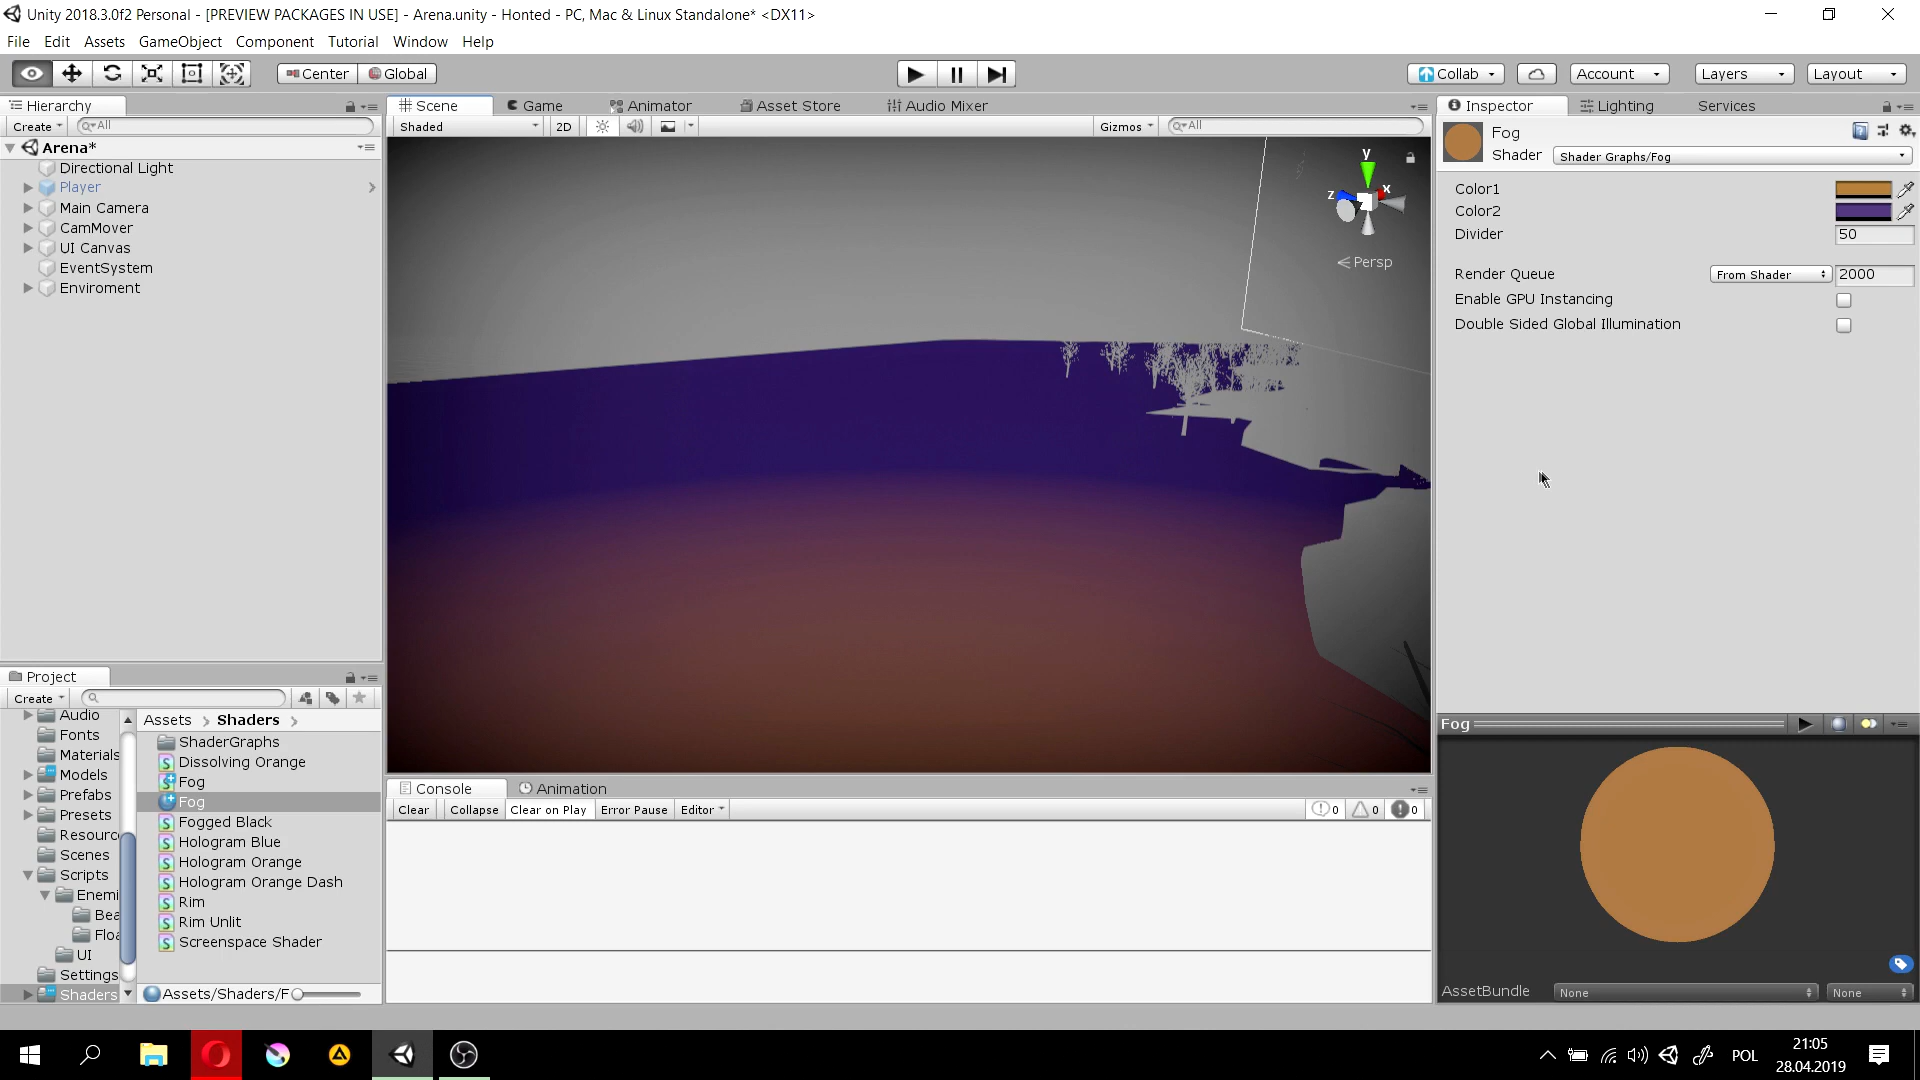 Unity 2018.3.0f2 Personal - [PREVIEW PACKAGES IN USE] - Arena.unity - Honted - PC, Mac & Linux Standalone* <DX11>
File Edit Assets GameObject Component Tutorial Window Help
Center Global Collab Account Layers Layout
Hierarchy
Create All
Arena*
Directional Light
Player
Main Camera
CamMover
UI Canvas
EventSystem
Enviroment
Scene Game Animator Asset Store Audio Mixer
Shaded 2D Gizmos All
y
x
z
Persp
Inspector Lighting Services
Fog
Shader Shader Graphs/Fog
Color1
Color2
Divider 50
Render Queue From Shader 2000
Enable GPU Instancing
Double Sided Global Illumination
Project
Create
Audio
Fonts
Materials
Models
Prefabs
Presets
Resourc
Scenes
Scripts
Enemi
Bea
Floa
UI
Settings
Shaders
Assets Shaders
ShaderGraphs
Dissolving Orange
Fog
Fog
Fogged Black
Hologram Blue
Hologram Orange
Hologram Orange Dash
Rim
Rim Unlit
Screenspace Shader
Assets/Shaders/F
Console Animation
Clear Collapse Clear on Play Error Pause Editor 0 0 0
Fog
AssetBundle None None
POL
21:05
28.04.2019